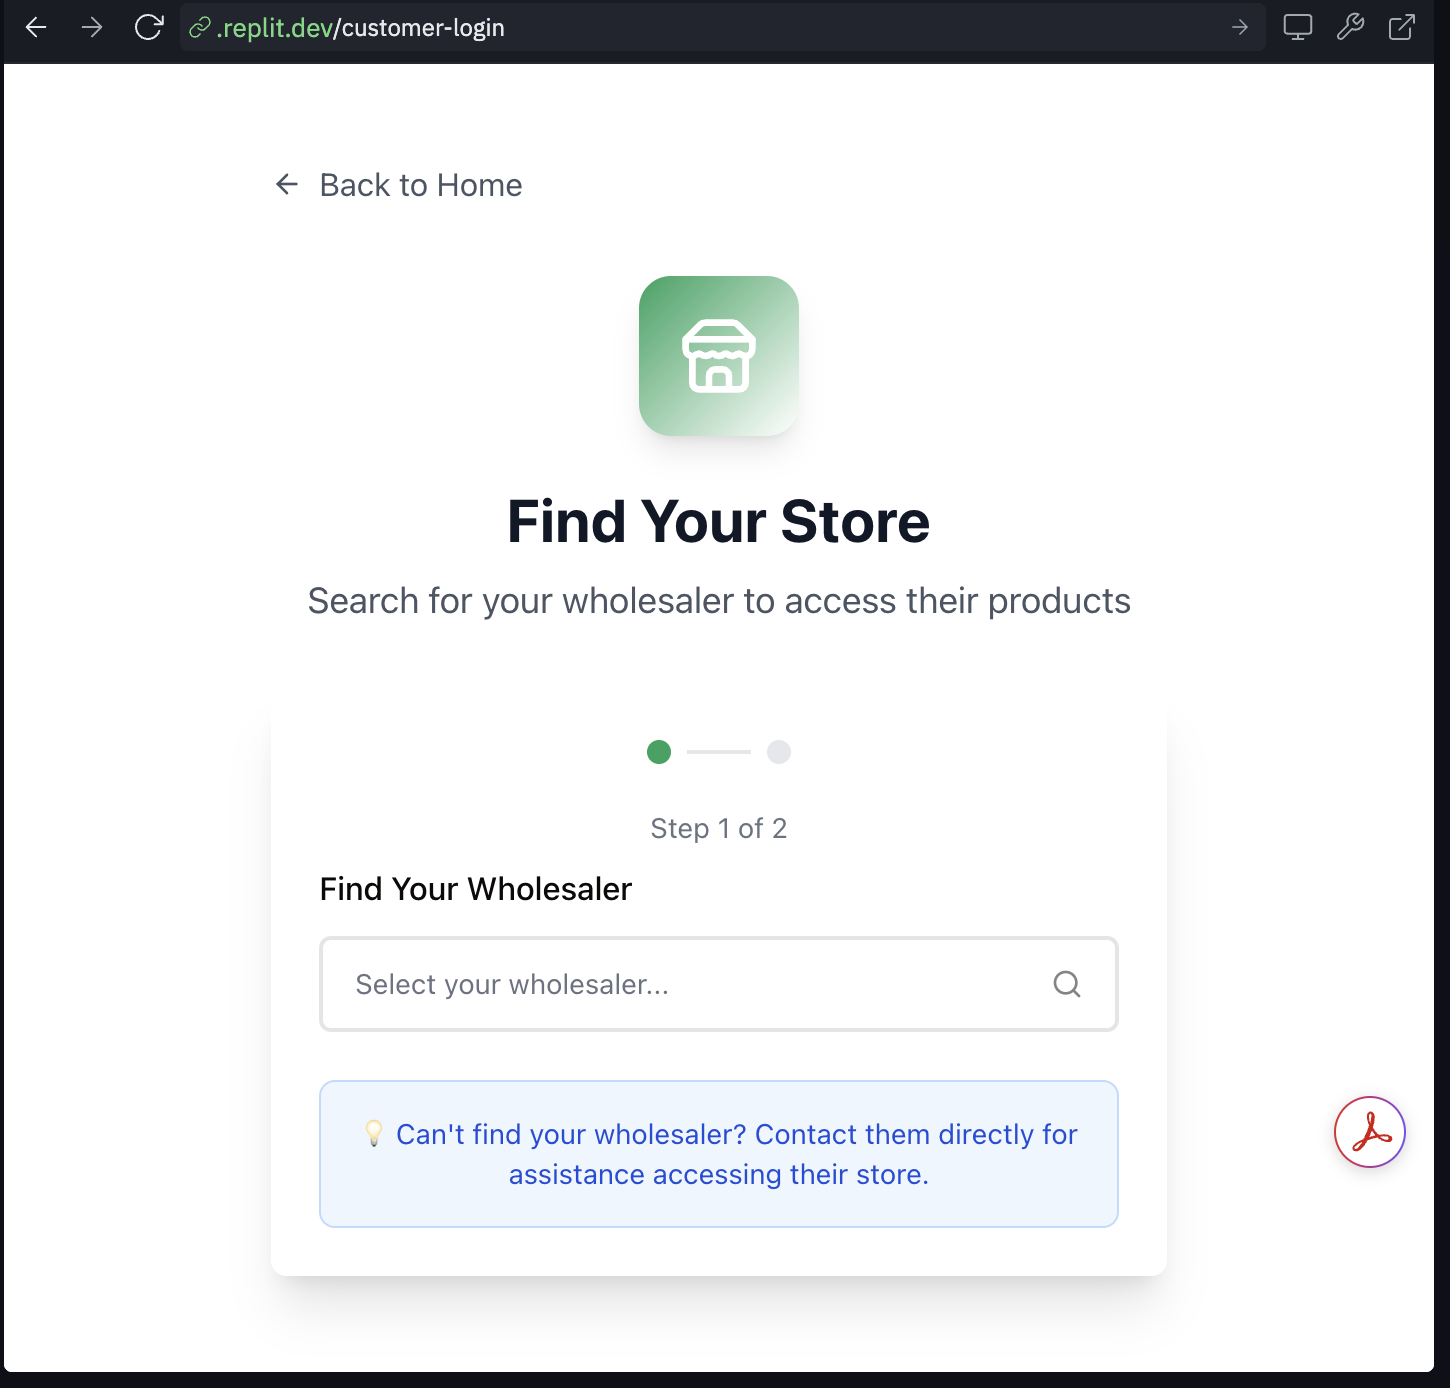 .replit.dev/customer-login
Back to Home
Find Your Store
Search for your wholesaler to access their products
Step 1 of 2
Find Your Wholesaler
Select your wholesaler...
💡 Can't find your wholesaler? Contact them directly for
assistance accessing their store.